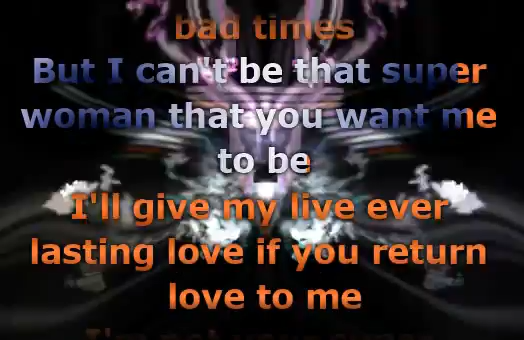 bad times
But I can't be that super
woman that you want me
to be
I'll give my live ever
lasting love if you return
love to me